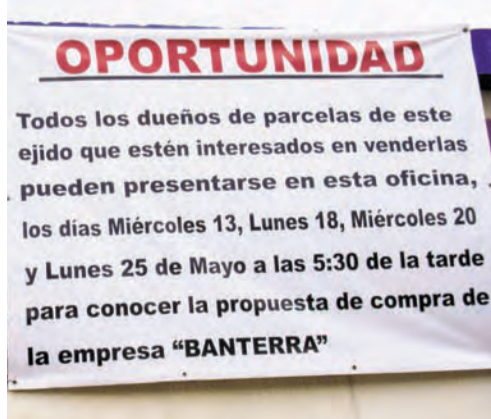 OPORTUNIDAD
Todos los dueños de parcelas de este
ejido que estén interesados en venderlas
pueden presentarse en esta oficina,
los días Miércoles 13, Lunes 18, Miércoles 20
y Lunes 25 de Mayo a las 5:30 de la tarde
para conocer la propuesta de compra de
la empresa “BANTERRA”